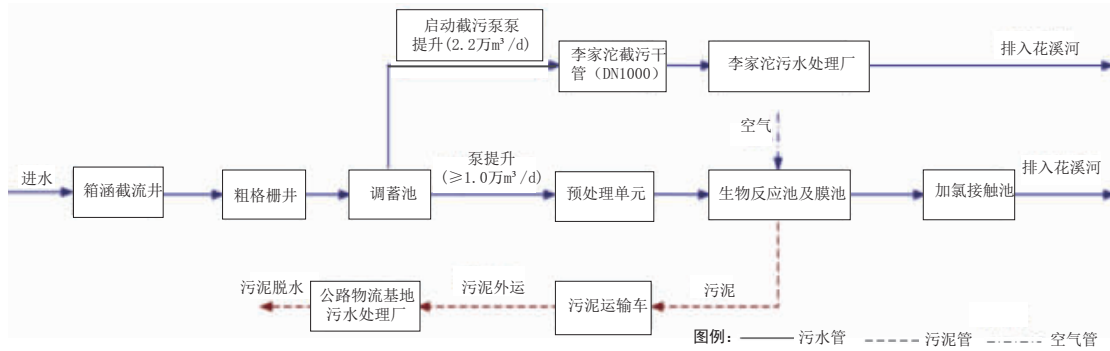 启动截污泵泵
提升(2.2万m³/d)
李家沱截污干
管（DN1000）
李家沱污水处理厂
排入花溪河
空气
进水
箱涵截流井
粗格栅井
调蓄池
泵提升
(≥1.0万m³/d)
预处理单元
生物反应池及膜池
加氯接触池
排入花溪河
污泥脱水
公路物流基地
污水处理厂
污泥外运
污泥运输车
污泥
图例：
污水管
污泥管
空气管